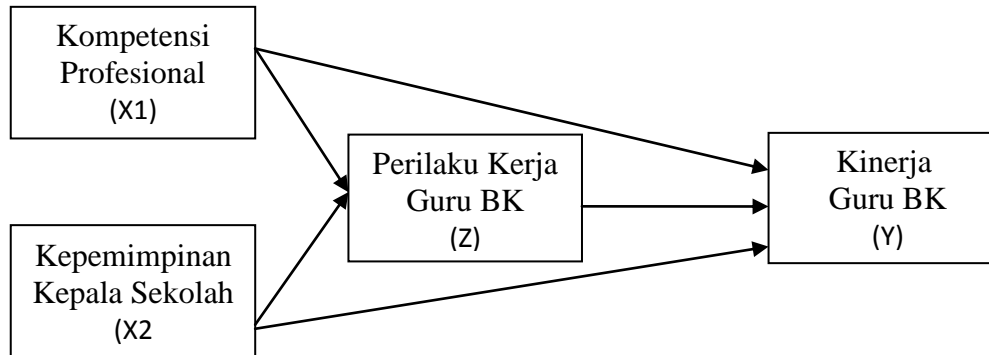 Kompetensi
Profesional
(X1)
Perilaku Kerja
Guru BK
(Z)
Kinerja
Guru BK
(Y)
Kepemimpinan
Kepala Sekolah
(X2